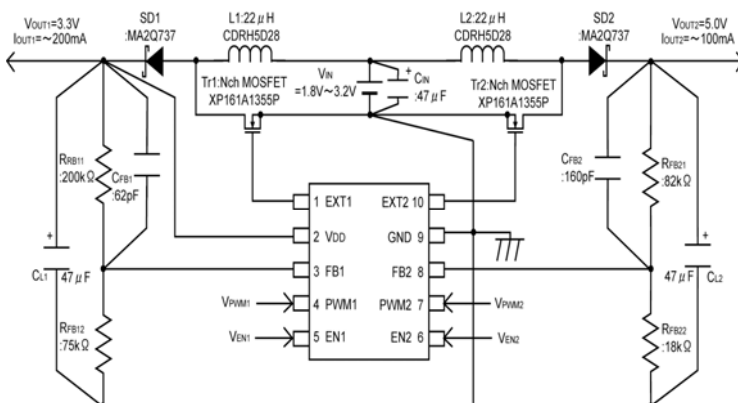 VOUT1=3.3V
IOUT1=~200mA
SD1
:MA2Q737
L1:22μH
CDRH5D28
L2:22μH
CDRH5D28
SD2
:MA2Q737
VOUT2=5.0V
IOUT2=~100mA
Tr1:Nch MOSFET
XP161A1355P
VIN
=1.8V~3.2V
+
CIN
:47μF
Tr2:Nch MOSFET
XP161A1355P
RRB11
:200kΩ
CFB1
:62pF
CFB2
:160pF
RFB21
:82kΩ
1 EXT1
EXT2 10
2 VDD
GND 9
3 FB1
FB2 8
VPWM1
4 PWM1
PWM2 7
VPWM2
VEN1
5 EN1
EN2 6
VEN2
+
CL1
47μF
+
47μF
CL2
RFB12
:75kΩ
RFB22
:18kΩ